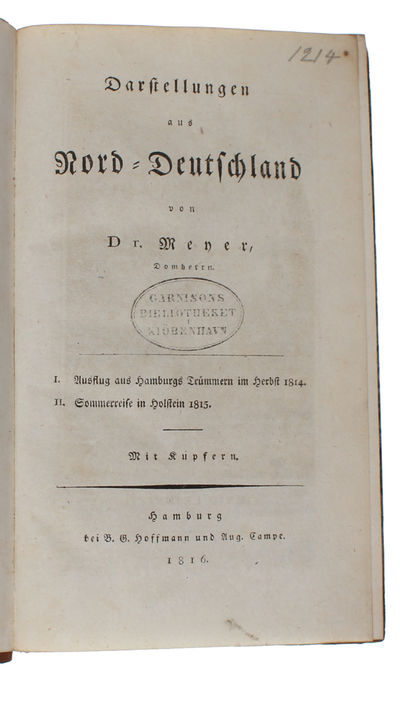 1214
Darstellungen
aus
Nord-Deutschland
von
Dr. Meyer,
Domherrn.
GARNISONS
BIBLIOTHEKET
I
KIØBENHAVN
I. Ausflug aus Hamburgs Trümmern im Herbst 1814.
II. Sommerreise in Holstein 1815.
Mit Kupfern.
Hamburg
bei B. G. Hoffmann und Aug. Campe.
1816.